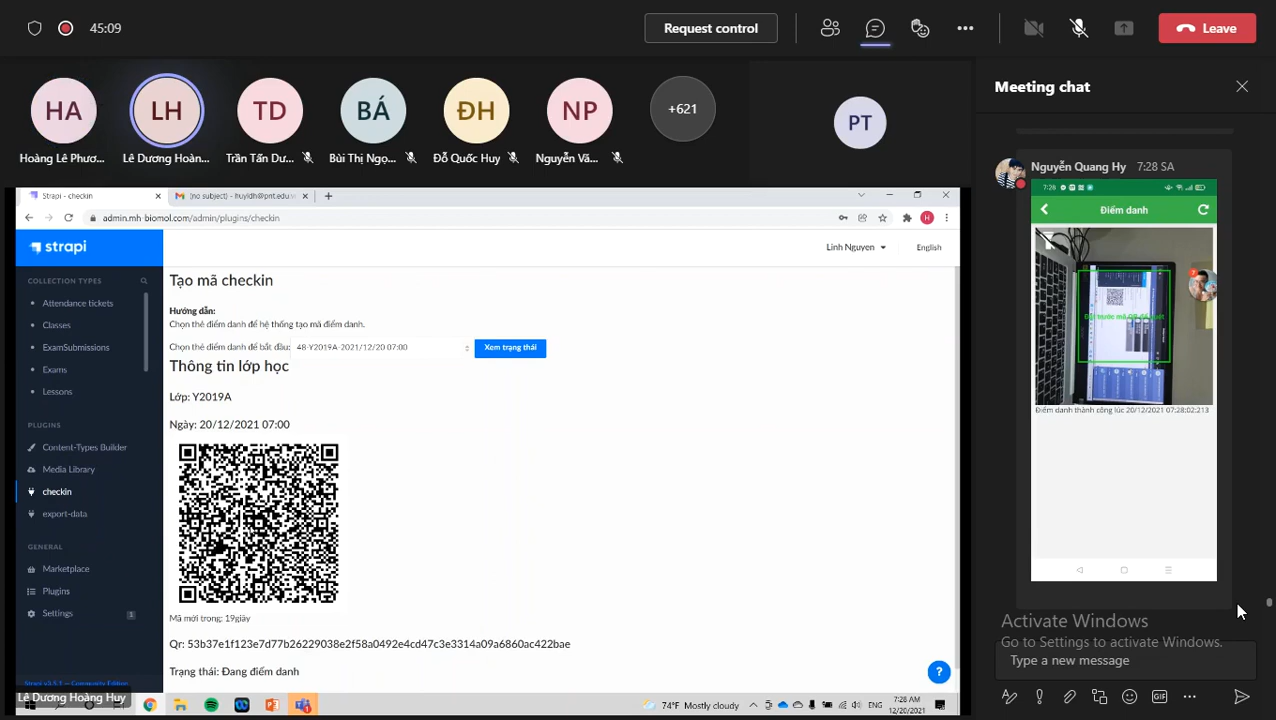 45:09
Request control
Leave
HA
LH
TD
BÁ
ĐH
NP
+621
PT
Hoàng Lê Phươ...
Lê Dương Hoàn...
Trần Tấn Dư...
Bùi Thị Ngọ...
Đỗ Quốc Huy
Nguyễn Vă...
Meeting chat
Nguyễn Quang Hy 7:28 SA
7:28
Điểm danh
Điểm danh thành công lúc 20/12/2021 07:28:02:213
Activate Windows
Go to Settings to activate Windows.
Type a new message
GIF
Strapi - checkin
(no subject) - huyldh@pnt.edu.v
admin.mh-biomol.com/admin/plugins/checkin
H
strapi
Linh Nguyen
English
COLLECTION TYPES
Attendance tickets
Classes
ExamSubmissions
Exams
Lessons
PLUGINS
Content-Types Builder
Media Library
checkin
export-data
GENERAL
Marketplace
Plugins
Settings
1
Tạo mã checkin
Hướng dẫn:
Chọn thẻ điểm danh để hệ thống tạo mã điểm danh.
Chọn thẻ điểm danh để bắt đầu: 48-Y2019A-2021/12/20 07:00
Xem trạng thái
Thông tin lớp học
Lớp: Y2019A
Ngày: 20/12/2021 07:00
Mã mới trong: 19giây
Qr: 53b37e1f123e7d77b26229038e2f58a0492e4cd47c3e3314a09a6860ac422bae
Trạng thái: Đang điểm danh
?
Lê Dương Hoàng Huy
74°F Mostly cloudy
ENG
7:28 AM
12/20/2021